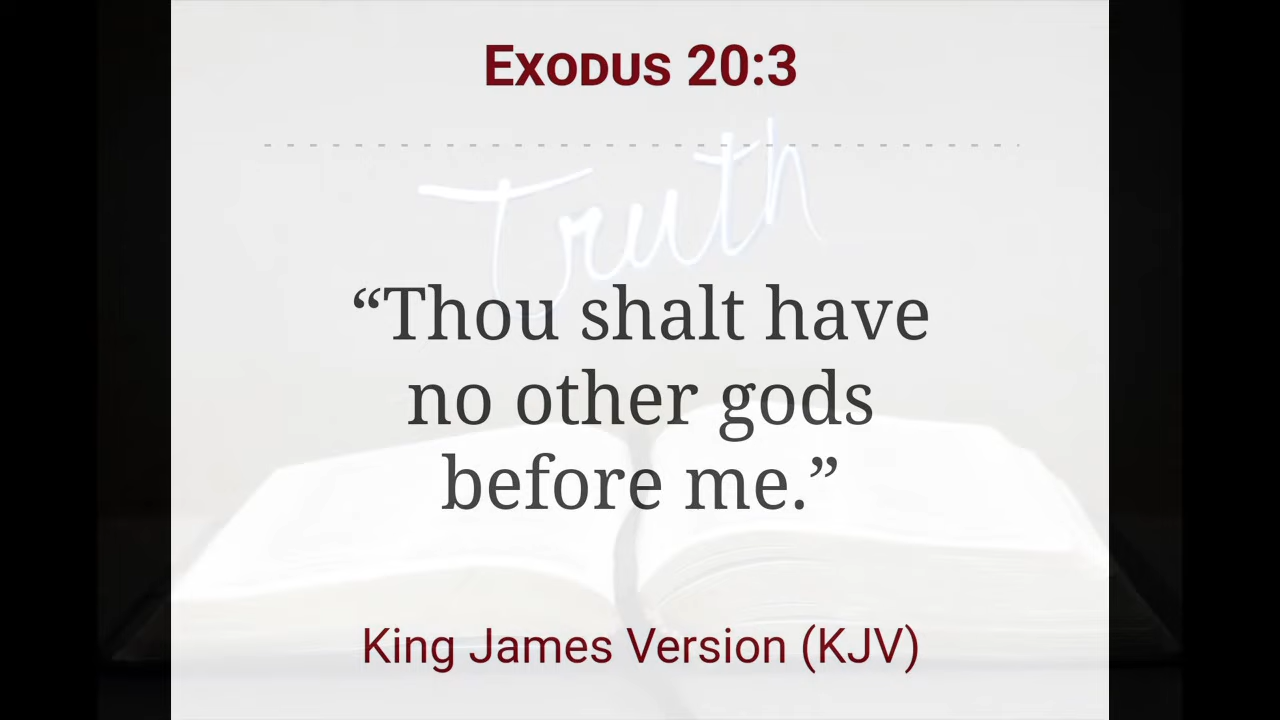 Exodus 20:3
Truth
“Thou shalt have
no other gods
before me.”
King James Version (KJV)